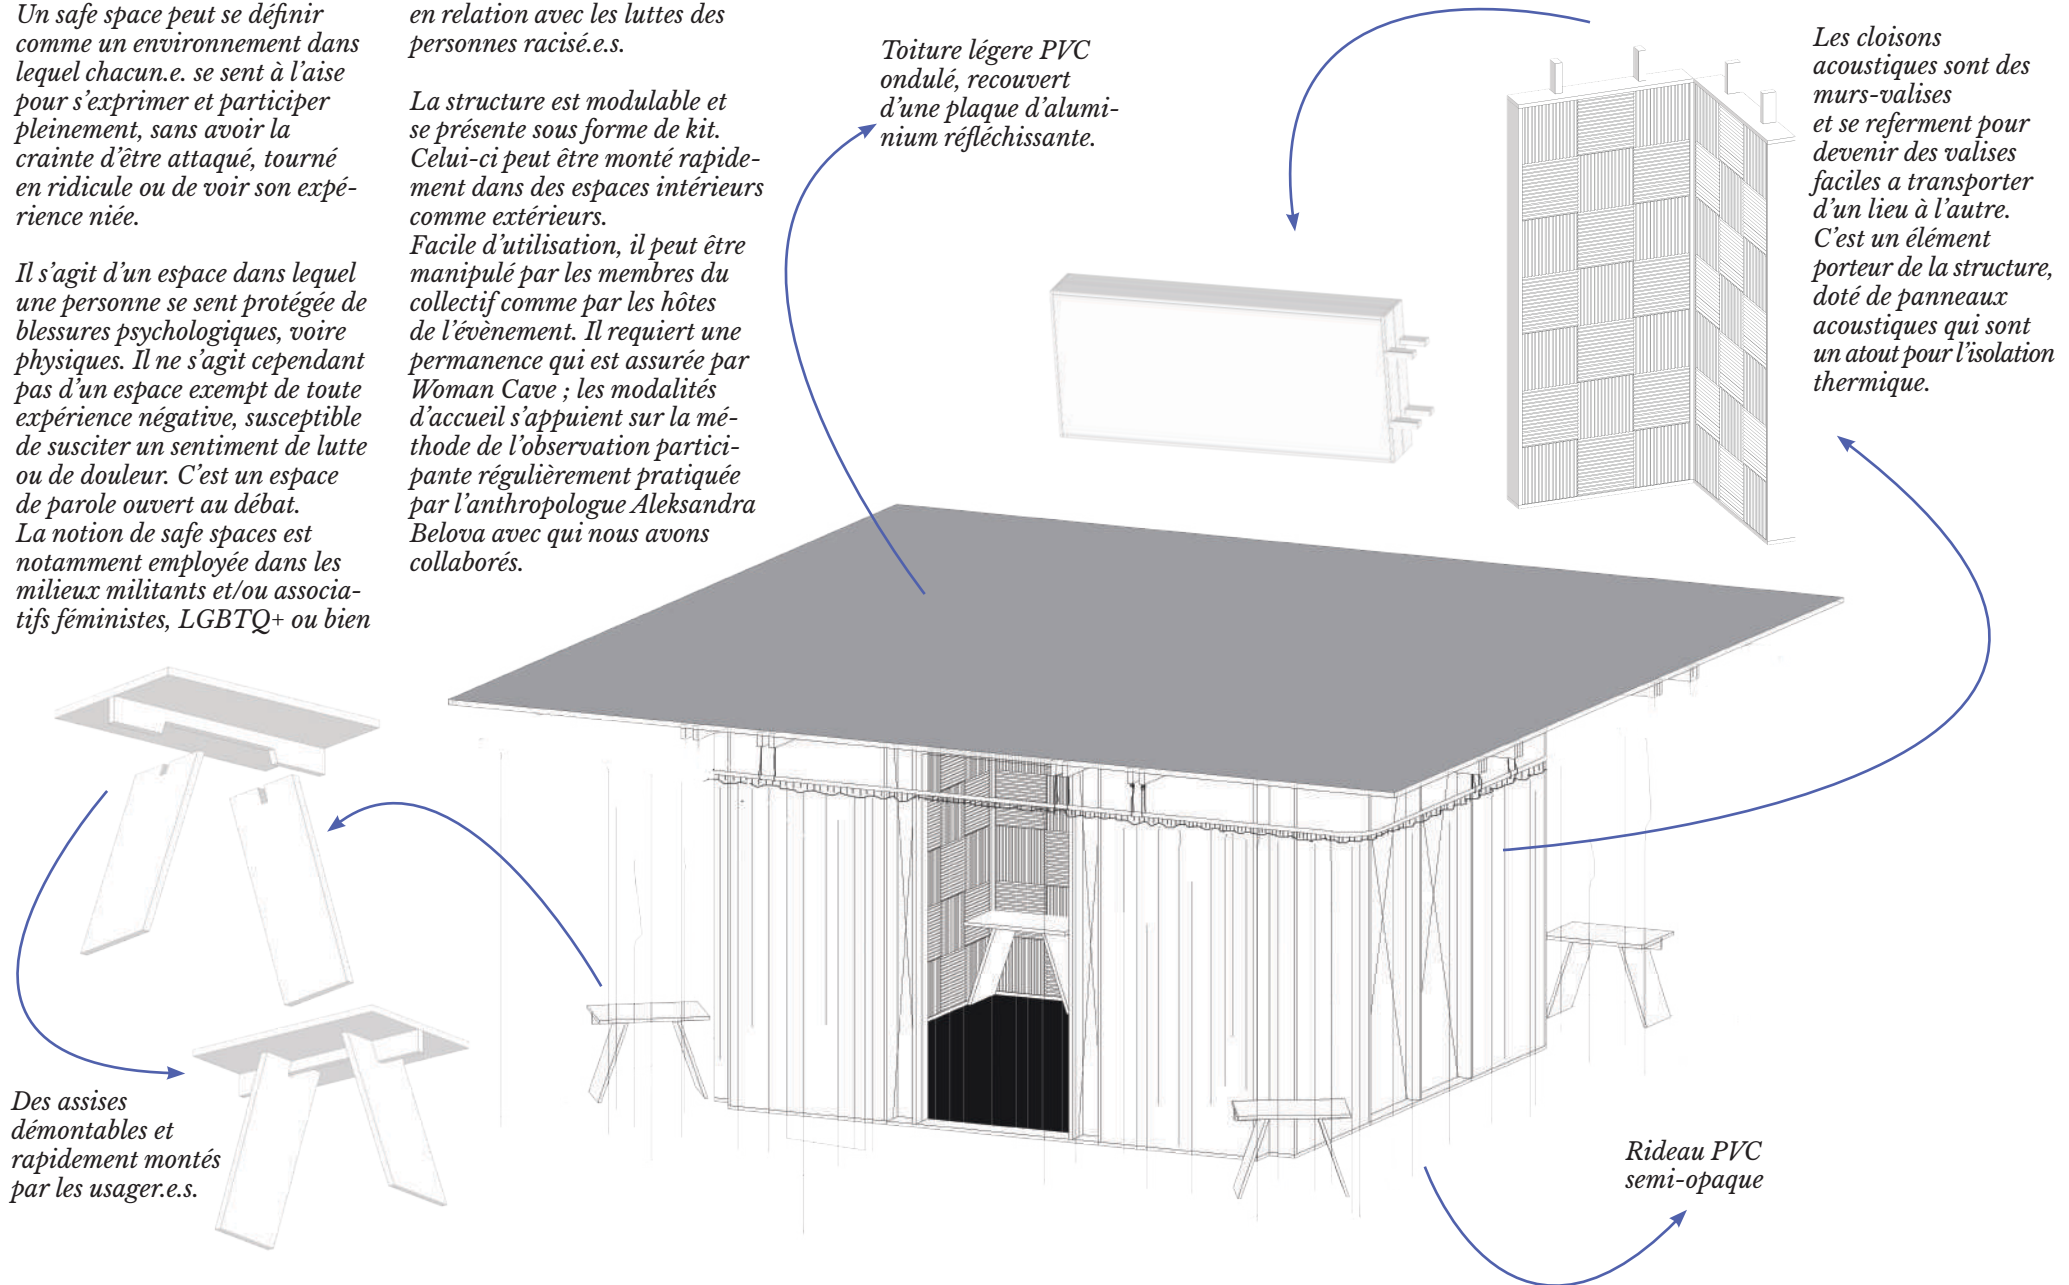 Un safe space peut se définir
comme un environnement dans
lequel chacun.e. se sent à l’aise
pour s’exprimer et participer
pleinement, sans avoir la
crainte d’être attaqué, tourné
en ridicule ou de voir son expé-
rience niée.
Il s’agit d’un espace dans lequel
une personne se sent protégée de
blessures psychologiques, voire
physiques. Il ne s’agit cependant
pas d’un espace exempt de toute
expérience négative, susceptible
de susciter un sentiment de lutte
ou de douleur. C’est un espace
de parole ouvert au débat.
La notion de safe spaces est
notamment employée dans les
milieux militants et/ou associa-
tifs féministes, LGBTQ+ ou bien
en relation avec les luttes des
personnes racisé.e.s.
La structure est modulable et
se présente sous forme de kit.
Celui-ci peut être monté rapide-
ment dans des espaces intérieurs
comme extérieurs.
Facile d’utilisation, il peut être
manipulé par les membres du
collectif comme par les hôtes
de l’évènement. Il requiert une
permanence qui est assurée par
Woman Cave ; les modalités
d’accueil s’appuient sur la mé-
thode de l’observation partici-
pante régulièrement pratiquée
par l’anthropologue Aleksandra
Belova avec qui nous avons
collaborés.
Toiture légere PVC
ondulé, recouvert
d’une plaque d’alumi-
nium réfléchissante.
Les cloisons
acoustiques sont des
murs-valises
et se referment pour
devenir des valises
faciles a transporter
d’un lieu à l’autre.
C’est un élément
porteur de la structure,
doté de panneaux
acoustiques qui sont
un atout pour l’isolation
thermique.
Des assises
démontables et
rapidement montés
par les usager.e.s.
Rideau PVC
semi-opaque